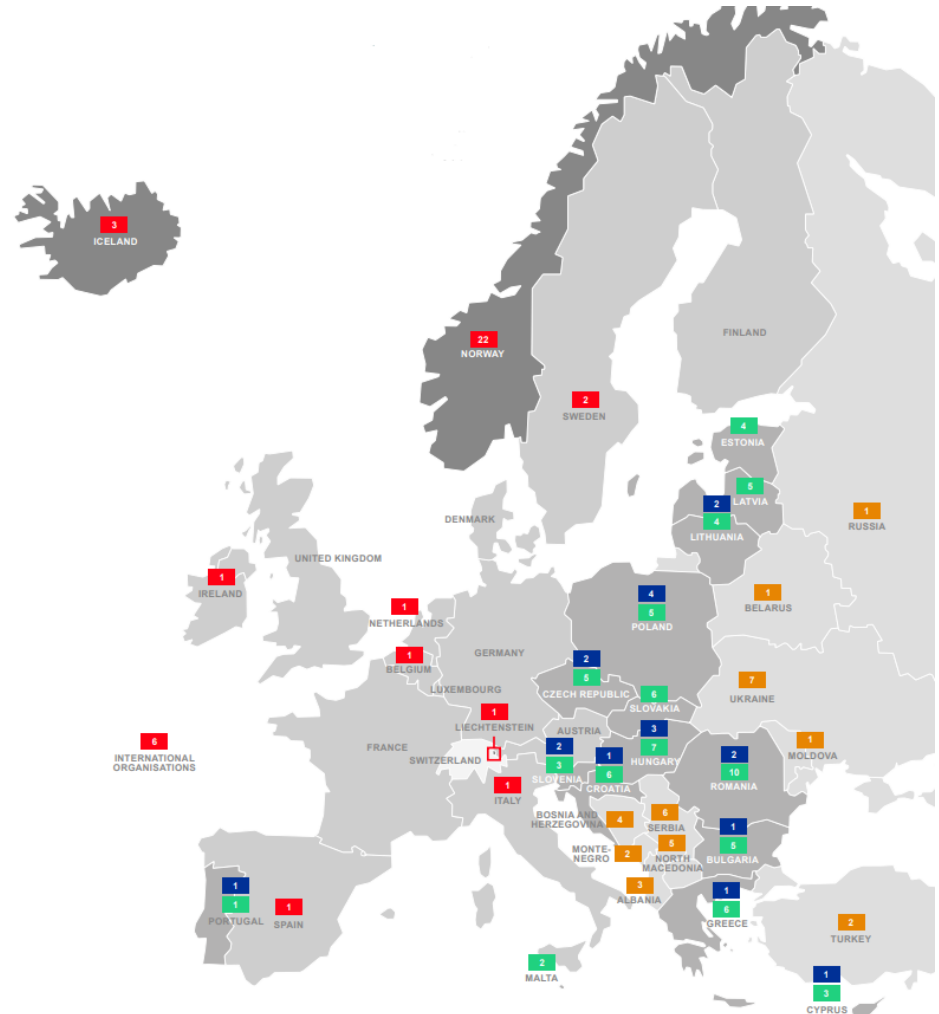 3
ICELAND
22
NORWAY
FINLAND
2
SWEDEN
4
ESTONIA
5
LATVIA
2
4
LITHUANIA
1
RUSSIA
DENMARK
UNITED KINGDOM
1
IRELAND
1
NETHERLANDS
1
BELARUS
4
5
POLAND
GERMANY
1
BELGIUM
2
5
CZECH REPUBLIC
LUXEMBOURG
7
UKRAINE
6
SLOVAKIA
1
LIECHTENSTEIN
AUSTRIA
6
INTERNATIONAL
ORGANISATIONS
FRANCE
SWITZERLAND
2
3
SLOVENIA
1
6
CROATIA
3
7
HUNGARY
2
10
ROMANIA
1
MOLDOVA
1
ITALY
BOSNIA AND
HERZEGOVINA
4
6
SERBIA
1
5
BULGARIA
MONTE-
NEGRO
2
5
NORTH
MACEDONIA
3
ALBANIA
1
1
PORTUGAL
1
SPAIN
1
6
GREECE
2
TURKEY
2
MALTA
1
3
CYPRUS